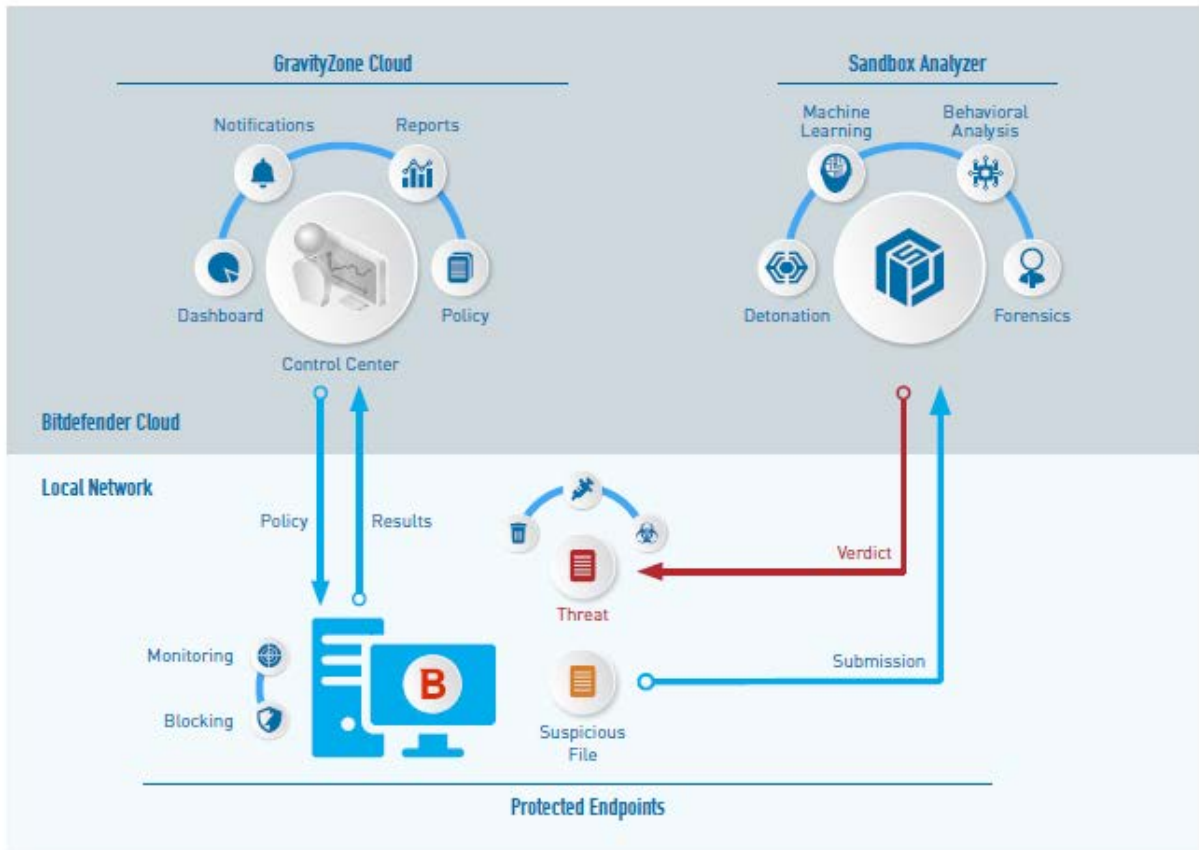 GravityZone Cloud
Notifications
Reports
Dashboard
Policy
Control Center
Sandbox Analyzer
Machine
Learning
Behavioral
Analysis
Detonation
Forensics
Bitdefender Cloud
Local Network
Policy
Results
Verdict
Threat
Monitoring
Blocking
B
Submission
Suspicious
File
Protected Endpoints